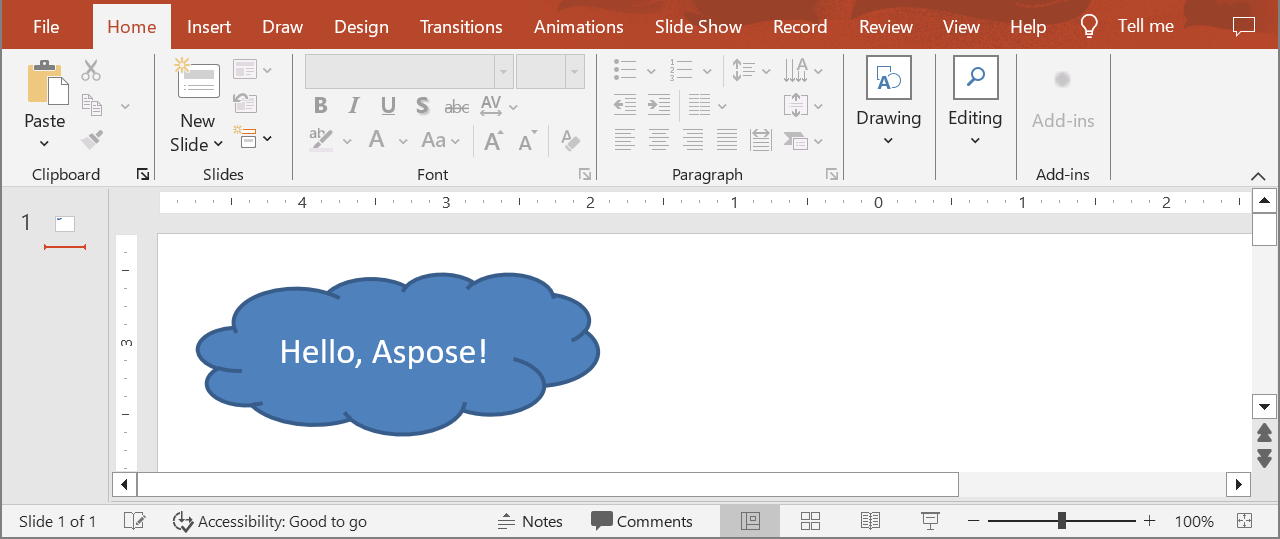 File Home Insert Draw Design Transitions Animations Slide Show Record Review View Help Tell me
Paste
New
Slide
B I U S abc AV
ab A Aa A A A
Drawing
Editing
Add-ins
Clipboard Slides Font Paragraph Add-ins
4 3 2 1 0 1 2
1
3
Hello, Aspose!
Slide 1 of 1 Accessibility: Good to go Notes Comments 100%